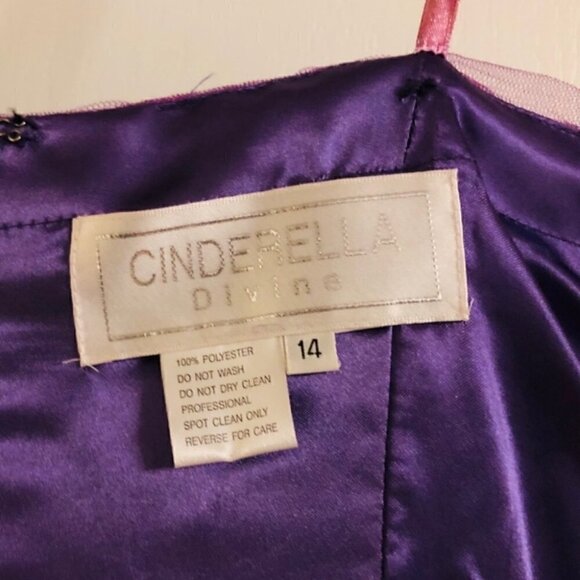 CINDERELLA
Divine
14
100% POLYESTER
DO NOT WASH
DO NOT DRY CLEAN
PROFESSIONAL
SPOT CLEAN ONLY
REVERSE FOR CARE